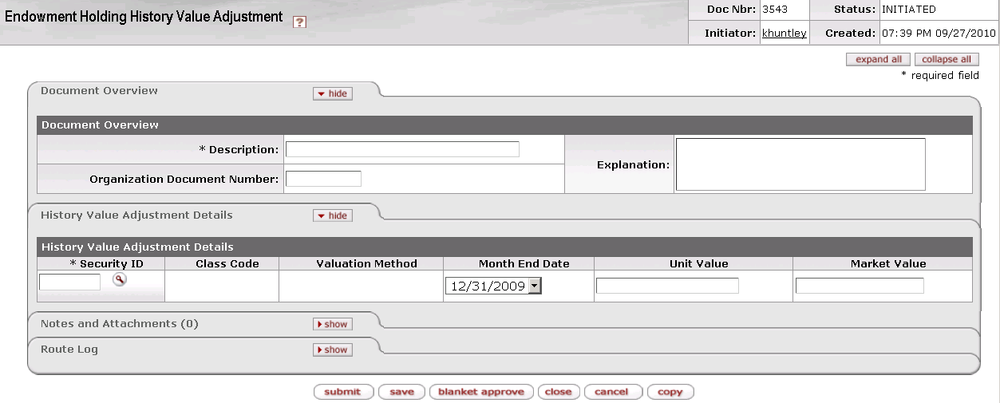 Endowment Holding History Value Adjustment ?
Doc Nbr: 3543 Status: INITIATED
Initiator: khuntley Created: 07:39 PM 09/27/2010
expand all collapse all
* required field
Document Overview hide
Document Overview
* Description: Explanation:
Organization Document Number:
History Value Adjustment Details hide
History Value Adjustment Details
* Security ID Class Code Valuation Method Month End Date Unit Value Market Value
12/31/2009
Notes and Attachments (0) show
Route Log show
submit save blanket approve close cancel copy